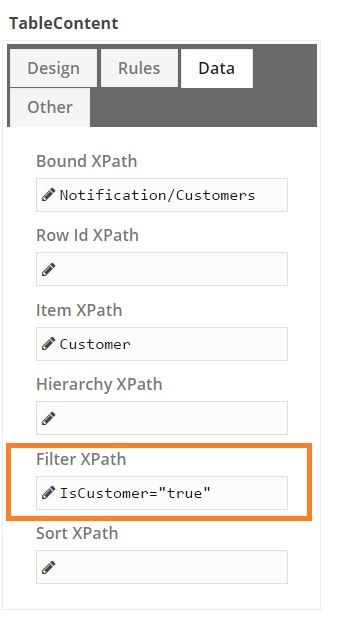 TableContent
Design Rules Data
Other
Bound XPath
Notification/Customers
Row Id XPath
Item XPath
Customer
Hierarchy XPath
Filter XPath
IsCustomer="true"
Sort XPath